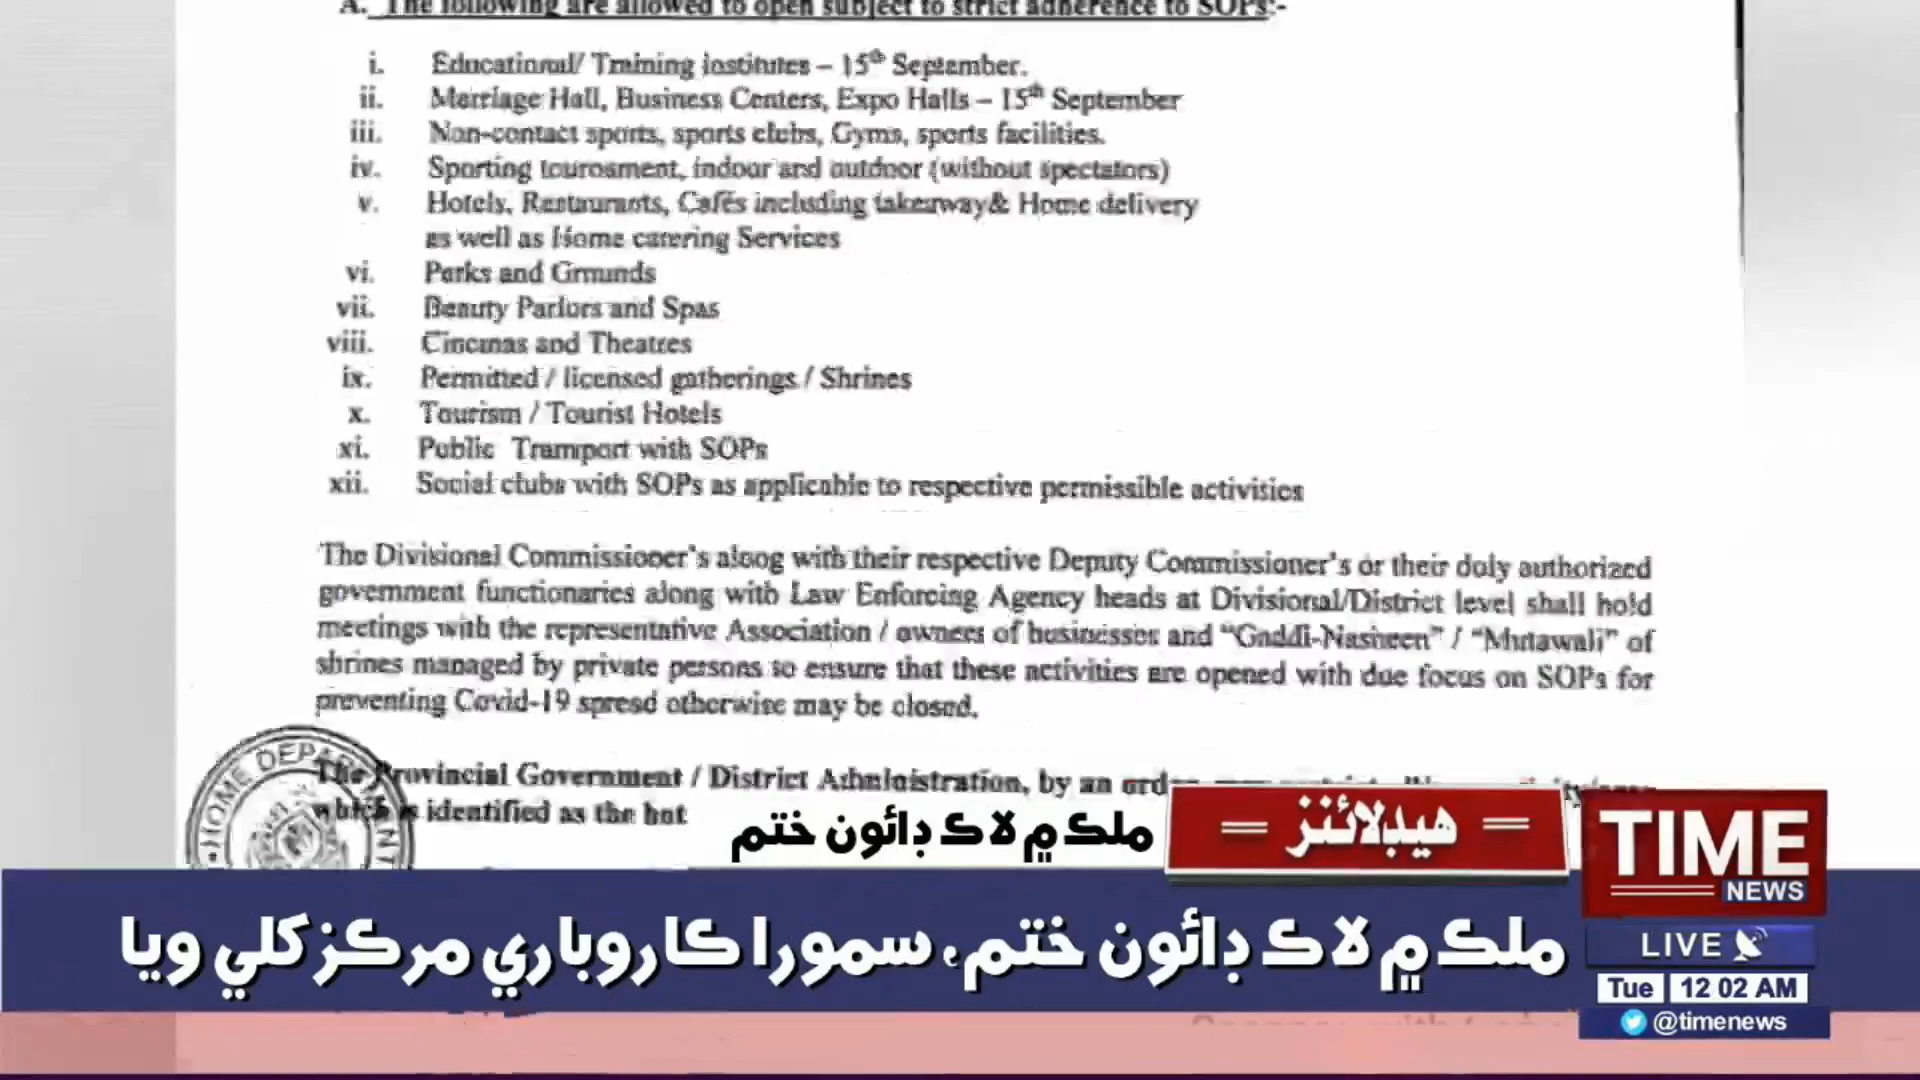 A. The following are allowed to open subject to strict adherence to SOPs:-
i. Educational/ Training institutes – 15th September.
ii. Marriage Hall, Business Centers, Expo Halls – 15th September
iii. Non-contact sports, sports clubs, Gyms, sports facilities.
iv. Sporting tournament, indoor and outdoor (without spectators)
v. Hotels, Restaurants, Cafés including takeaway& Home delivery
as well as Home catering Services
vi. Parks and Grounds
vii. Beauty Parlors and Spas
viii. Cinemas and Theatres
ix. Permitted / licensed gatherings / Shrines
x. Tourism / Tourist Hotels
xi. Public Transport with SOPs
xii. Social clubs with SOPs as applicable to respective permissible activities
The Divisional Commissioner's along with their respective Deputy Commissioner's or their duly authorized
government functionaries along with Law Enforcing Agency heads at Divisional/District level shall hold
meetings with the representative Association / owners of businesses and "Gaddi-Nasheen" / "Mutawali" of
shrines managed by private persons to ensure that these activities are opened with due focus on SOPs for
preventing Covid-19 spread otherwise may be closed.
The Provincial Government / District Administration, by an
which is identified as the hot
HOME DEPARTMENT
ملڪ ۾ لاڪ ڊائون ختم
هيڊلائنز
TIME
NEWS
ملڪ ۾ لاڪ ڊائون ختم، سمورا ڪاروباري مرڪز کلي ويا
LIVE
Tue 12 02 AM
@timenews